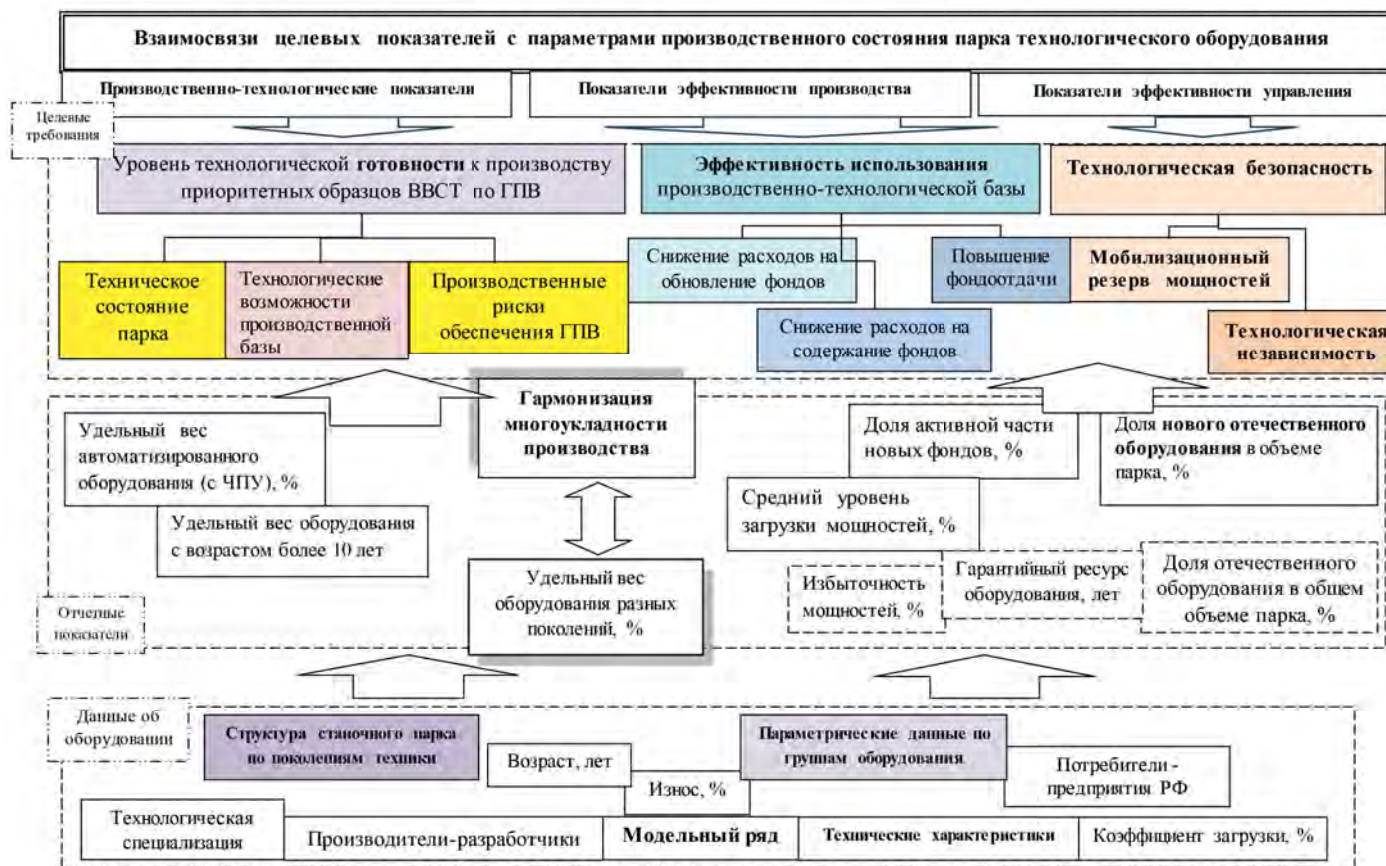 Взаимосвязи целевых показателей с параметрами производственного состояния парка технологического оборудования
Производственно-технологические показатели
Показатели эффективности производства
Показатели эффективности управления
Целевые
требования
Уровень технологической готовности к производству
приоритетных образцов ВВСТ по ГПВ
Эффективность использования
производственно-технологической базы
Технологическая безопасность
Техническое
состояние
парка
Технологические
возможности
производственной
базы
Производственные
риски
обеспечения ГПВ
Снижение расходов на
обновление фондов
Повышение
фондоотдачи
Мобилизационный
резерв мощностей
Снижение расходов на
содержание фондов
Технологическая
независимость
Гармонизация
многоукладности
производства
Удельный вес
автоматизированного
оборудования (с ЧПУ), %
Удельный вес оборудования
с возрастом более 10 лет
Доля активной части
новых фондов, %
Доля нового отечественного
оборудования в объеме
парка, %
Средний уровень
загрузки мощностей, %
Удельный вес
оборудования разных
поколений, %
Избыточность
мощностей, %
Гарантийный ресурс
оборудования, лет
Доля отечественного
оборудования в общем
объеме парка, %
Отчетные
показатели
Данные об
оборудовании
Структура станочного парка
по поколениям техники
Возраст, лет
Износ, %
Параметрические данные по
группам оборудования
Потребители -
предприятия РФ
Технологическая
специализация
Производители-разработчики
Модельный ряд
Технические характеристики
Коэффициент загрузки, %